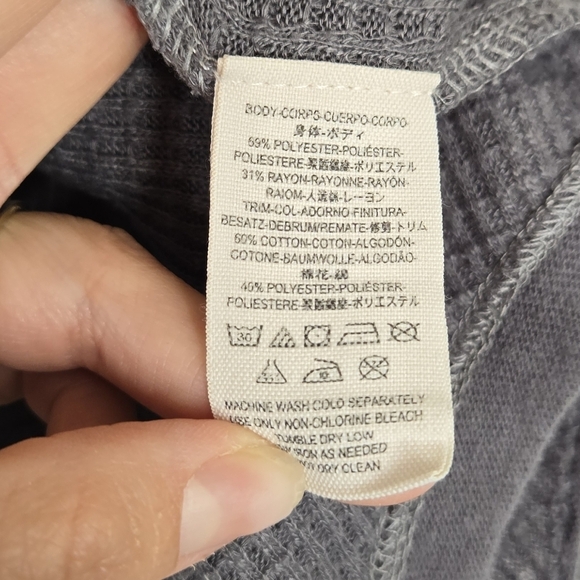 BODY-CORPS-CUERPO-CORPO-
身体-ボディ
69% POLYESTER-POLIÉSTER-
POLIESTERE-聚酯纖維-ポリエステル
31% RAYON-RAYONNE-RAYÓN-
RAIOM-人造絲-レーヨン
TRIM-COL-ADORNO-FINITURA-
BESATZ-DEBRUM/REMATE-修剪-トリム
60% COTTON-COTON-ALGODÓN-
COTONE-BAUMWOLLE-ALGODÃO-
棉花-綿
40% POLYESTER-POLIÉSTER-
POLIESTERE-聚酯纖維-ポリエステル
30
MACHINE WASH COLD SEPARATELY
USE ONLY NON-CHLORINE BLEACH
TUMBLE DRY LOW
IRON AS NEEDED
DRY CLEAN